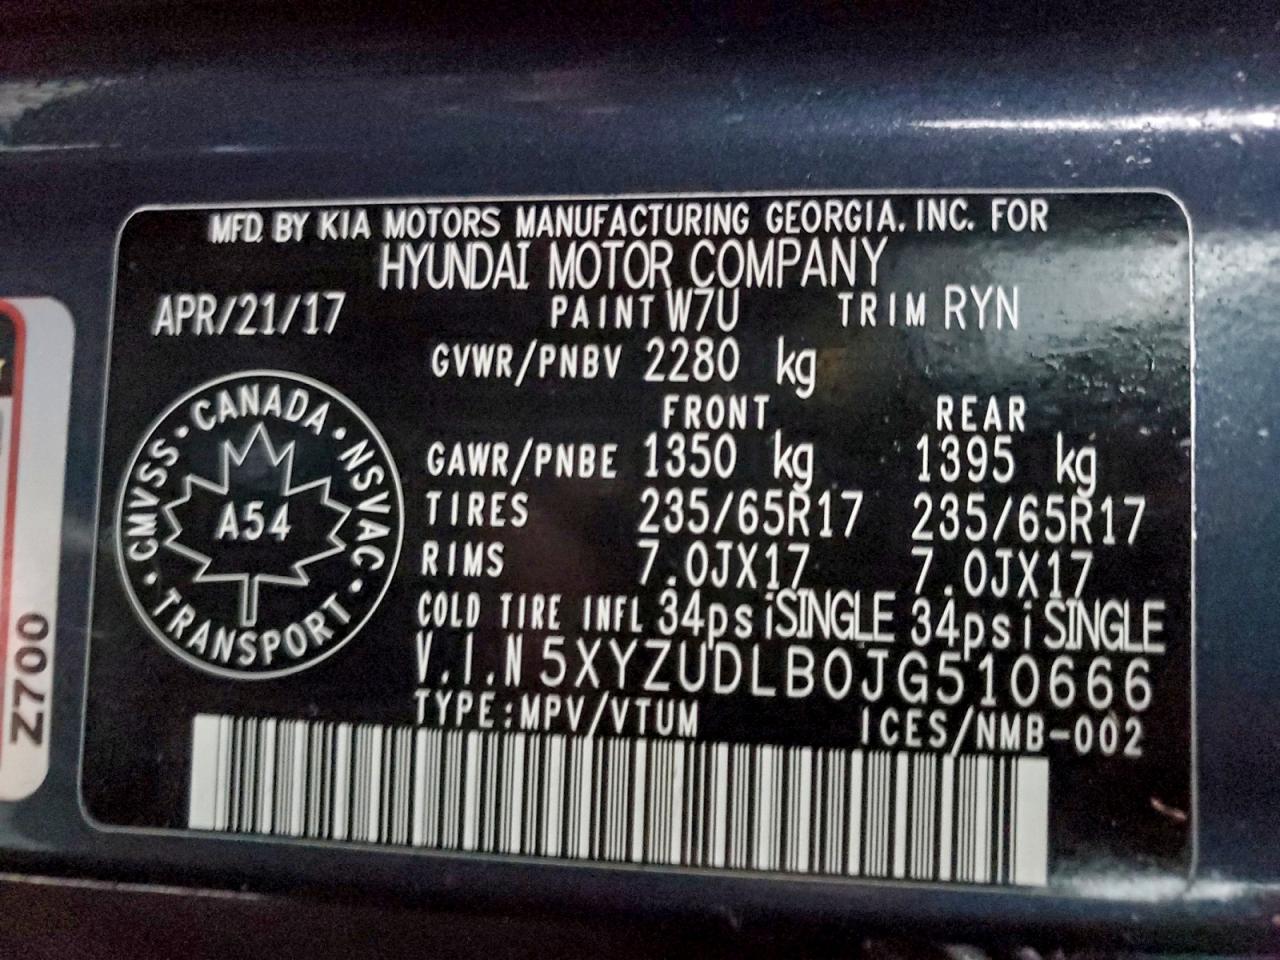 MFD. BY KIA MOTORS MANUFACTURING GEORGIA. INC. FOR
HYUNDAI MOTOR COMPANY
APR/21/17 PAINT W7U TRIM RYN
GVWR/PNBV 2280 kg
FRONT REAR
GAWR/PNBE 1350 kg 1395 kg
TIRES 235/65R17 235/65R17
RIMS 7.0JX17 7.0JX17
COLD TIRE INFL 34psi SINGLE 34psi SINGLE
V.I.N 5XYZUDLB0JG510666
TYPE:MPV/VTUM ICES/NMB-002
CANADA • NSVAC • TRANSPORT • CMVSS •
A54
Z700